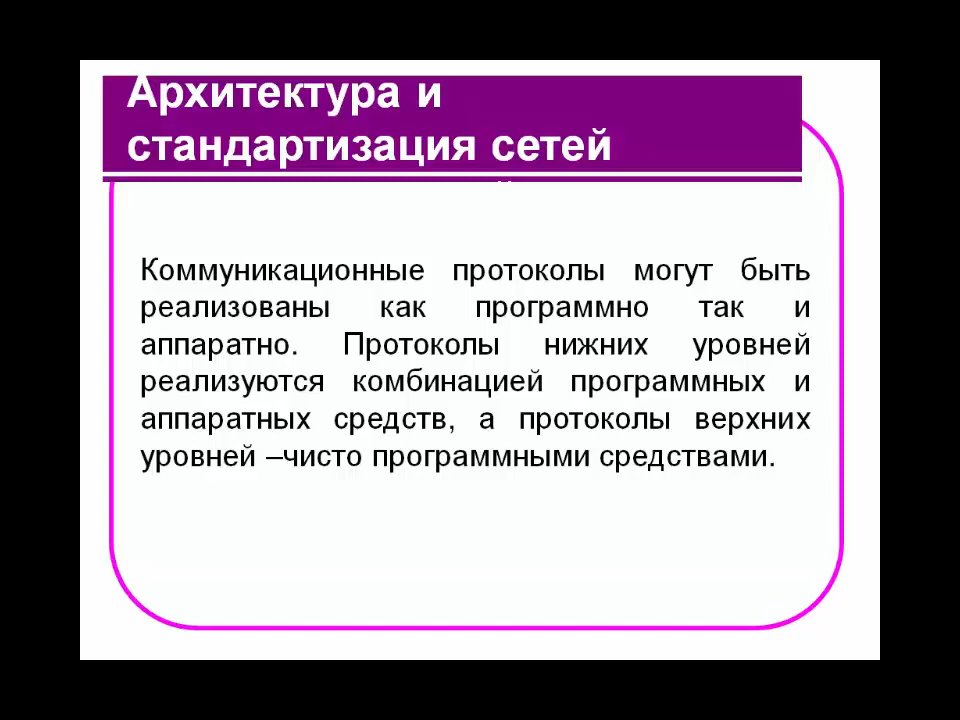 Архитектура и
стандартизация сетей
Коммуникационные протоколы могут быть
реализованы как программно так и
аппаратно. Протоколы нижних уровней
реализуются комбинацией программных и
аппаратных средств, а протоколы верхних
уровней –чисто программными средствами.